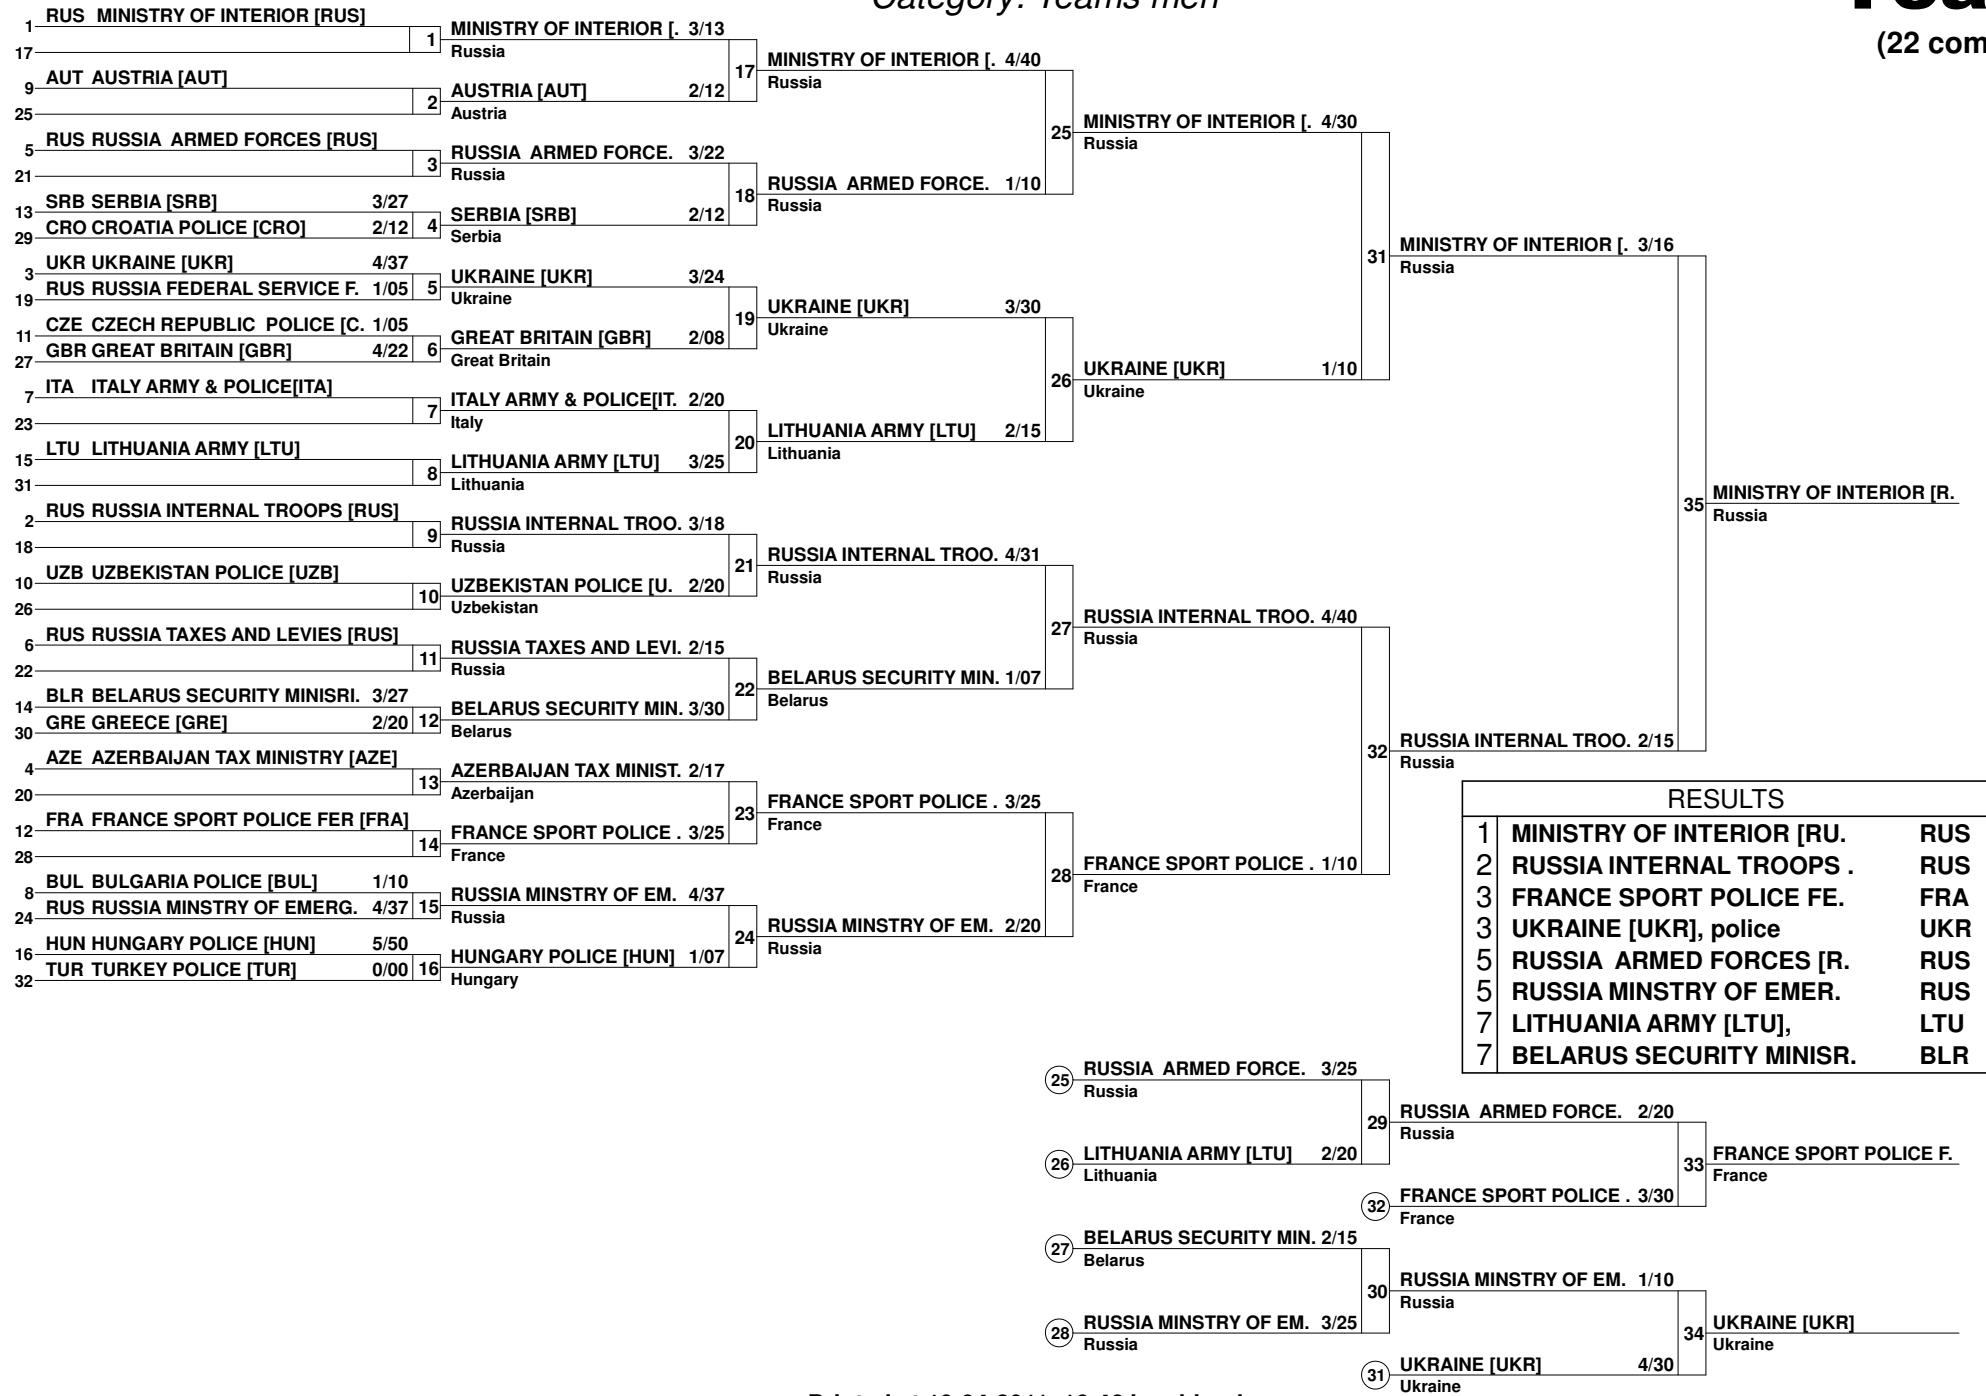 Category: Teams men
(22 com
1 RUS MINISTRY OF INTERIOR [RUS]
17
1
9 AUT AUSTRIA [AUT]
25
2
5 RUS RUSSIA ARMED FORCES [RUS]
21
3
13 SRB SERBIA [SRB] 3/27
29 CRO CROATIA POLICE [CRO] 2/12
4
3 UKR UKRAINE [UKR] 4/37
19 RUS RUSSIA FEDERAL SERVICE F. 1/05
5
11 CZE CZECH REPUBLIC POLICE [C. 1/05
27 GBR GREAT BRITAIN [GBR] 4/22
6
7 ITA ITALY ARMY & POLICE[ITA]
23
7
15 LTU LITHUANIA ARMY [LTU]
31
8
2 RUS RUSSIA INTERNAL TROOPS [RUS]
18
9
10 UZB UZBEKISTAN POLICE [UZB]
26
10
6 RUS RUSSIA TAXES AND LEVIES [RUS]
22
11
14 BLR BELARUS SECURITY MINISRI. 3/27
30 GRE GREECE [GRE] 2/20
12
4 AZE AZERBAIJAN TAX MINISTRY [AZE]
20
13
12 FRA FRANCE SPORT POLICE FER [FRA]
28
14
8 BUL BULGARIA POLICE [BUL] 1/10
24 RUS RUSSIA MINSTRY OF EMERG. 4/37
15
16 HUN HUNGARY POLICE [HUN] 5/50
32 TUR TURKEY POLICE [TUR] 0/00
16
MINISTRY OF INTERIOR [. 3/13
Russia
17
AUSTRIA [AUT] 2/12
Austria
RUSSIA ARMED FORCE. 3/22
Russia
18
SERBIA [SRB] 2/12
Serbia
UKRAINE [UKR] 3/24
Ukraine
19
GREAT BRITAIN [GBR] 2/08
Great Britain
ITALY ARMY & POLICE[IT. 2/20
Italy
20
LITHUANIA ARMY [LTU] 3/25
Lithuania
RUSSIA INTERNAL TROO. 3/18
Russia
21
UZBEKISTAN POLICE [U. 2/20
Uzbekistan
RUSSIA TAXES AND LEVI. 2/15
Russia
22
BELARUS SECURITY MIN. 3/30
Belarus
AZERBAIJAN TAX MINIST. 2/17
Azerbaijan
23
FRANCE SPORT POLICE . 3/25
France
RUSSIA MINSTRY OF EM. 4/37
Russia
24
HUNGARY POLICE [HUN] 1/07
Hungary
MINISTRY OF INTERIOR [. 4/40
Russia
25
RUSSIA ARMED FORCE. 1/10
Russia
UKRAINE [UKR] 3/30
Ukraine
26
LITHUANIA ARMY [LTU] 2/15
Lithuania
RUSSIA INTERNAL TROO. 4/31
Russia
27
BELARUS SECURITY MIN. 1/07
Belarus
FRANCE SPORT POLICE . 3/25
France
28
RUSSIA MINSTRY OF EM. 2/20
Russia
MINISTRY OF INTERIOR [. 4/30
Russia
31
UKRAINE [UKR] 1/10
Ukraine
RUSSIA INTERNAL TROO. 4/40
Russia
32
FRANCE SPORT POLICE . 1/10
France
MINISTRY OF INTERIOR [. 3/16
Russia
35
RUSSIA INTERNAL TROO. 2/15
Russia
MINISTRY OF INTERIOR [R.
Russia
RESULTS
1 MINISTRY OF INTERIOR [RU. RUS
2 RUSSIA INTERNAL TROOPS . RUS
3 FRANCE SPORT POLICE FE. FRA
3 UKRAINE [UKR], police UKR
5 RUSSIA ARMED FORCES [R. RUS
5 RUSSIA MINSTRY OF EMER. RUS
7 LITHUANIA ARMY [LTU], LTU
7 BELARUS SECURITY MINISR. BLR
25 RUSSIA ARMED FORCE. 3/25
Russia
29
26 LITHUANIA ARMY [LTU] 2/20
Lithuania
RUSSIA ARMED FORCE. 2/20
Russia
33
32 FRANCE SPORT POLICE . 3/30
France
FRANCE SPORT POLICE F.
France
27 BELARUS SECURITY MIN. 2/15
Belarus
30
28 RUSSIA MINSTRY OF EM. 3/25
Russia
RUSSIA MINSTRY OF EM. 1/10
Russia
34
31 UKRAINE [UKR] 4/30
Ukraine
UKRAINE [UKR]
Ukraine